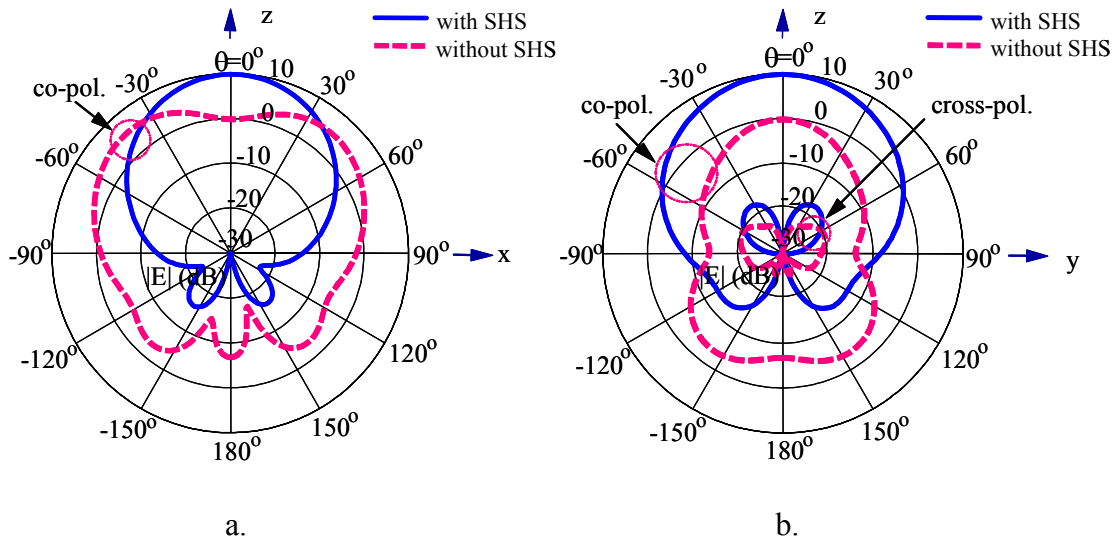 z
with SHS
without SHS
θ=0°
10
0
-10
-20
-30
-30°
30°
co-pol.
-60°
60°
-90°
90°
x
|E| (dB)
-120°
120°
-150°
150°
180°
a.
z
with SHS
without SHS
θ=0°
10
0
-10
-20
-30
-30°
30°
co-pol.
cross-pol.
-60°
60°
-90°
90°
y
|E| (dB)
-120°
120°
-150°
150°
180°
b.